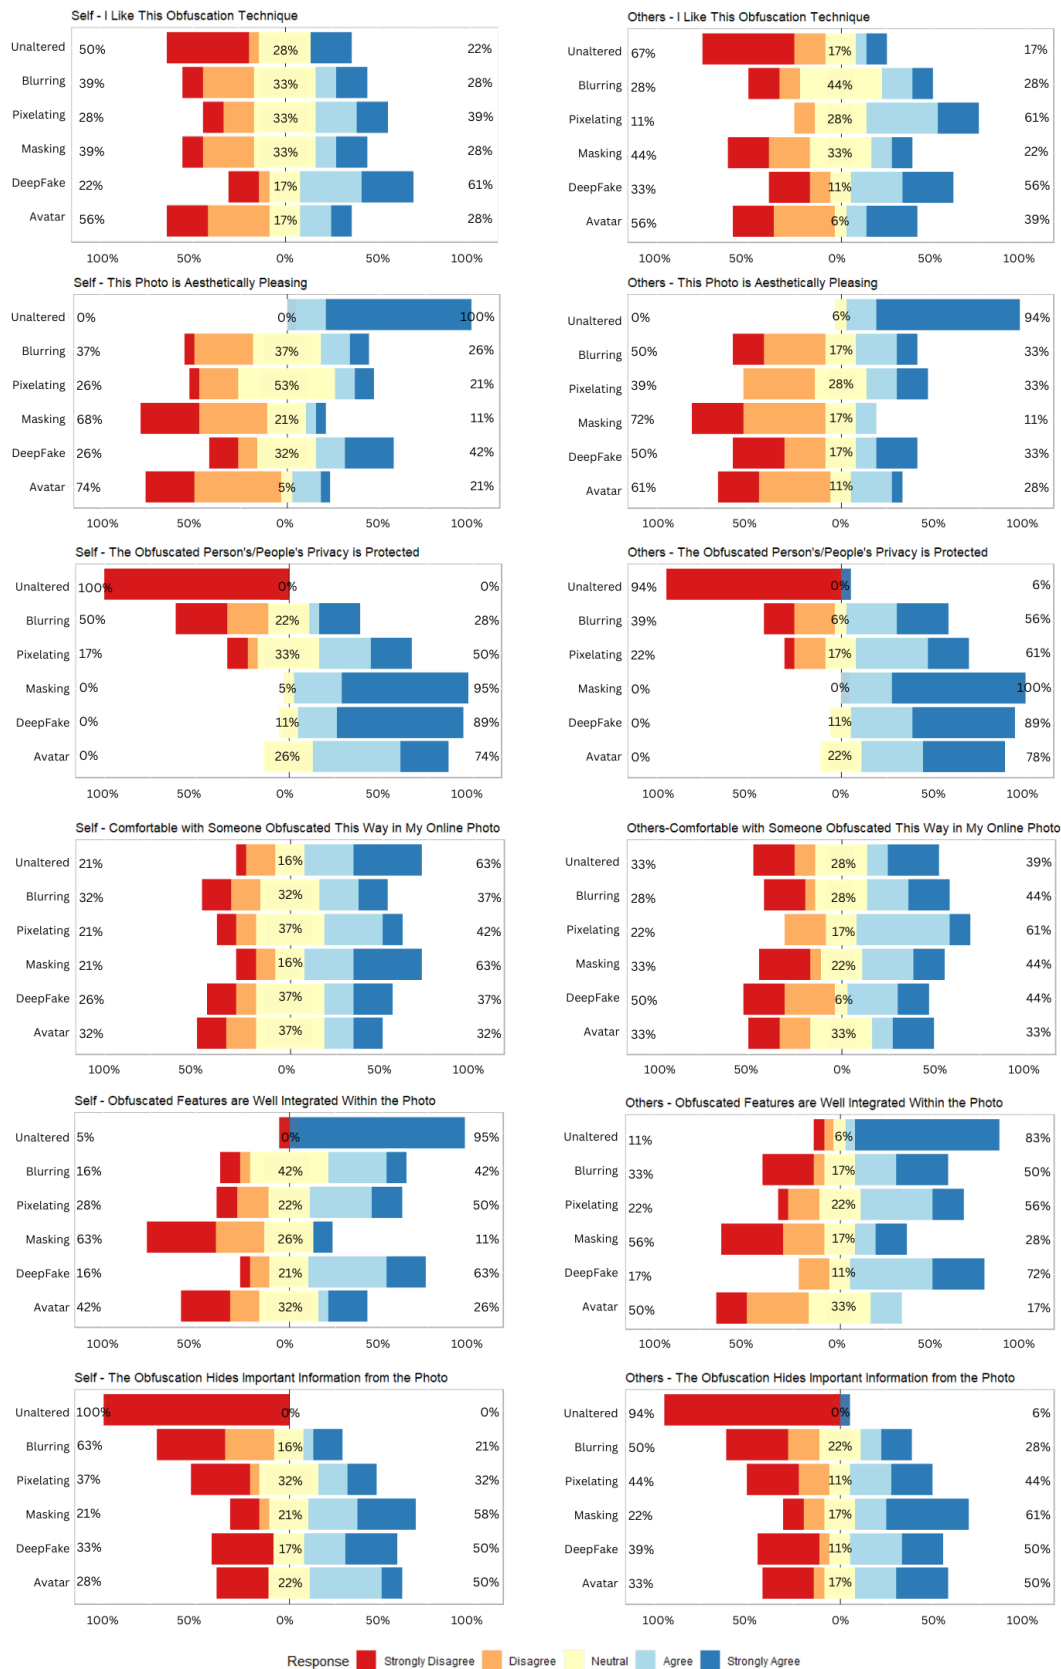 Self - I Like This Obfuscation Technique
Unaltered 50% 28% 22%
Blurring 39% 33% 28%
Pixelating 28% 33% 39%
Masking 39% 33% 28%
DeepFake 22% 17% 61%
Avatar 56% 17% 28%
100% 50% 0% 50% 100%
Others - I Like This Obfuscation Technique
Unaltered 67% 17% 17%
Blurring 28% 44% 28%
Pixelating 11% 28% 61%
Masking 44% 33% 22%
DeepFake 33% 11% 56%
Avatar 56% 6% 39%
100% 50% 0% 50% 100%
Self - This Photo is Aesthetically Pleasing
Unaltered 0% 0% 100%
Blurring 37% 37% 26%
Pixelating 26% 53% 21%
Masking 68% 21% 11%
DeepFake 26% 32% 42%
Avatar 74% 5% 21%
100% 50% 0% 50% 100%
Others - This Photo is Aesthetically Pleasing
Unaltered 0% 6% 94%
Blurring 50% 17% 33%
Pixelating 39% 28% 33%
Masking 72% 17% 11%
DeepFake 50% 17% 33%
Avatar 61% 11% 28%
100% 50% 0% 50% 100%
Self - The Obfuscated Person's/People's Privacy is Protected
Unaltered 100% 0% 0%
Blurring 50% 22% 28%
Pixelating 17% 33% 50%
Masking 0% 5% 95%
DeepFake 0% 11% 89%
Avatar 0% 26% 74%
100% 50% 0% 50% 100%
Others - The Obfuscated Person's/People's Privacy is Protected
Unaltered 94% 0% 6%
Blurring 39% 6% 56%
Pixelating 22% 17% 61%
Masking 0% 0% 100%
DeepFake 0% 11% 89%
Avatar 0% 22% 78%
100% 50% 0% 50% 100%
Self - Comfortable with Someone Obfuscated This Way in My Online Photo
Unaltered 21% 16% 63%
Blurring 32% 32% 37%
Pixelating 21% 37% 42%
Masking 21% 16% 63%
DeepFake 26% 37% 37%
Avatar 32% 37% 32%
100% 50% 0% 50% 100%
Others-Comfortable with Someone Obfuscated This Way in My Online Photo
Unaltered 33% 28% 39%
Blurring 28% 28% 44%
Pixelating 22% 17% 61%
Masking 33% 22% 44%
DeepFake 50% 6% 44%
Avatar 33% 33% 33%
100% 50% 0% 50% 100%
Self - Obfuscated Features are Well Integrated Within the Photo
Unaltered 5% 0% 95%
Blurring 16% 42% 42%
Pixelating 28% 22% 50%
Masking 63% 26% 11%
DeepFake 16% 21% 63%
Avatar 42% 32% 26%
100% 50% 0% 50% 100%
Others - Obfuscated Features are Well Integrated Within the Photo
Unaltered 11% 6% 83%
Blurring 33% 17% 50%
Pixelating 22% 22% 56%
Masking 56% 17% 28%
DeepFake 17% 11% 72%
Avatar 50% 33% 17%
100% 50% 0% 50% 100%
Self - The Obfuscation Hides Important Information from the Photo
Unaltered 100% 0% 0%
Blurring 63% 16% 21%
Pixelating 37% 32% 32%
Masking 21% 21% 58%
DeepFake 33% 17% 50%
Avatar 28% 22% 50%
100% 50% 0% 50% 100%
Others - The Obfuscation Hides Important Information from the Photo
Unaltered 94% 0% 6%
Blurring 50% 22% 28%
Pixelating 44% 11% 44%
Masking 22% 17% 61%
DeepFake 39% 11% 50%
Avatar 33% 17% 50%
100% 50% 0% 50% 100%
Response Strongly Disagree Disagree Neutral Agree Strongly Agree